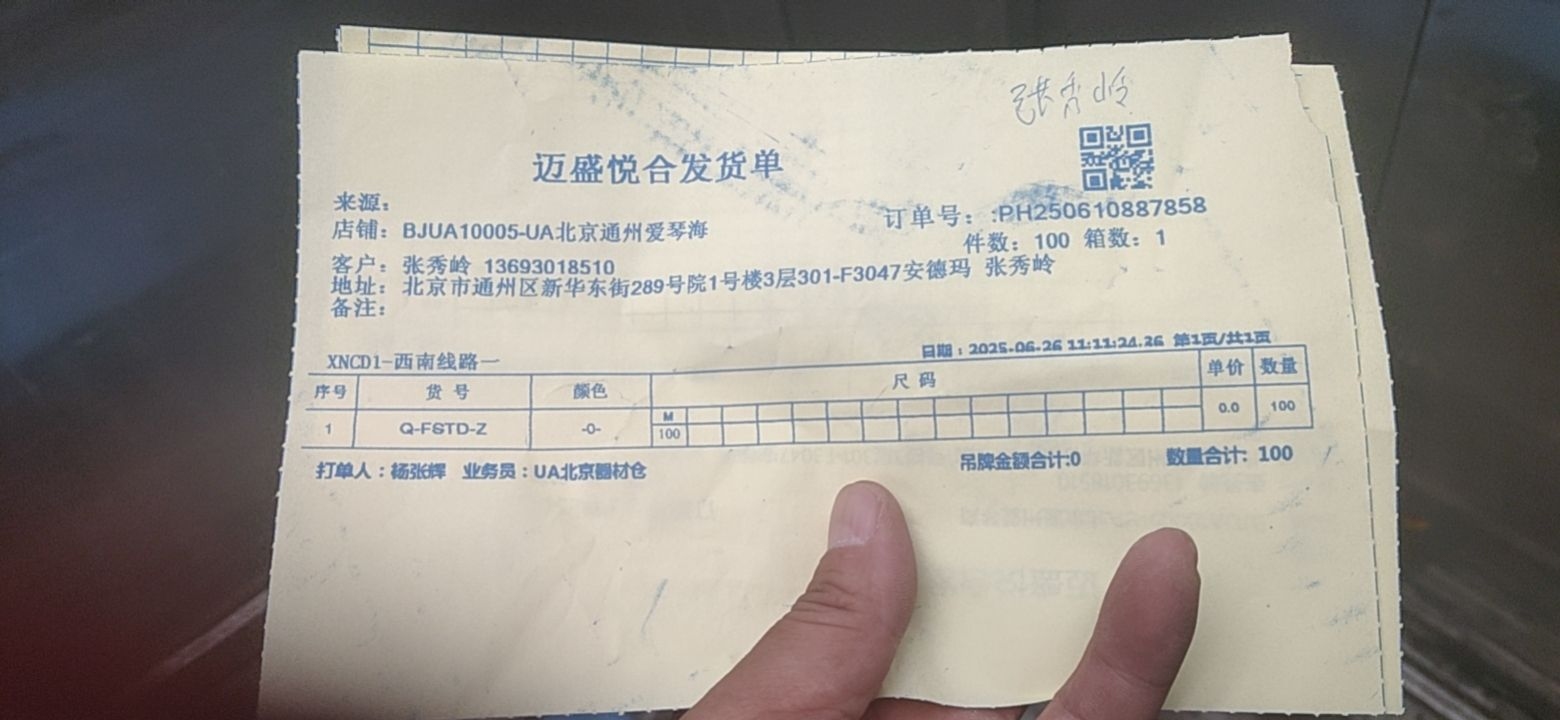 张秀岭
迈盛悦合发货单
来源：
订单号：:PH250610887858
店铺：BJUA10005-UA北京通州爱琴海
件数：100 箱数：1
客户：张秀岭 13693018510
地址：北京市通州区新华东街289号院1号楼3层301-F3047安德玛 张秀岭
备注：
日期：2025-06-26 11:11:24.26 第1页/共1页
XNCD1-西南线路一
序号 货号 颜色 尺码 单价 数量
M
1 Q-FSTD-Z -0- 0.0 100
100
打单人：杨张辉 业务员：UA北京器材仓 吊牌金额合计:0 数量合计: 100